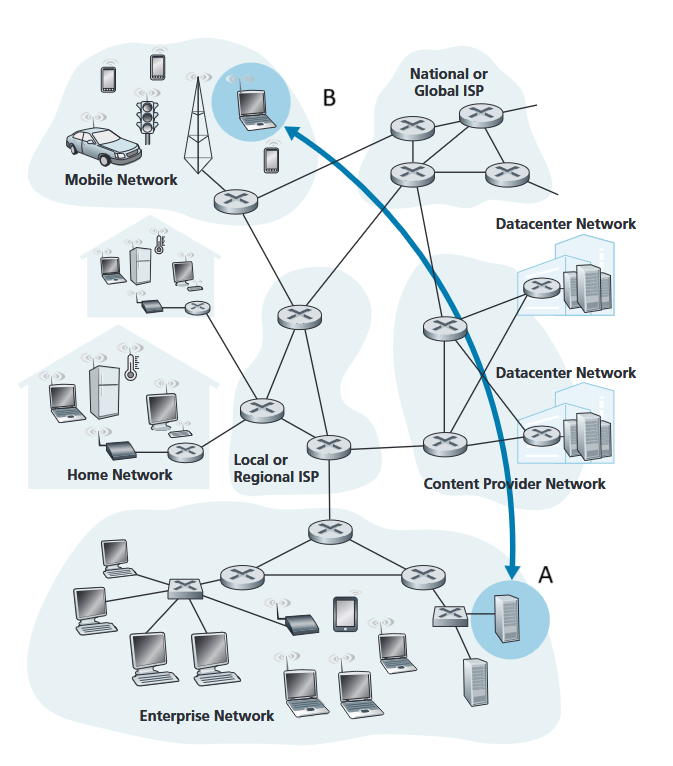 B
National or
Global ISP
Mobile Network
Datacenter Network
Datacenter Network
Home Network
Local or
Regional ISP
Content Provider Network
A
Enterprise Network